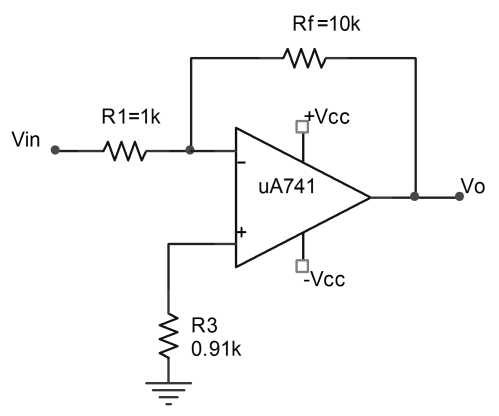 Rf=10k
R1=1k
+Vcc
Vin
-
uA741
Vo
+
-Vcc
R3
0.91k